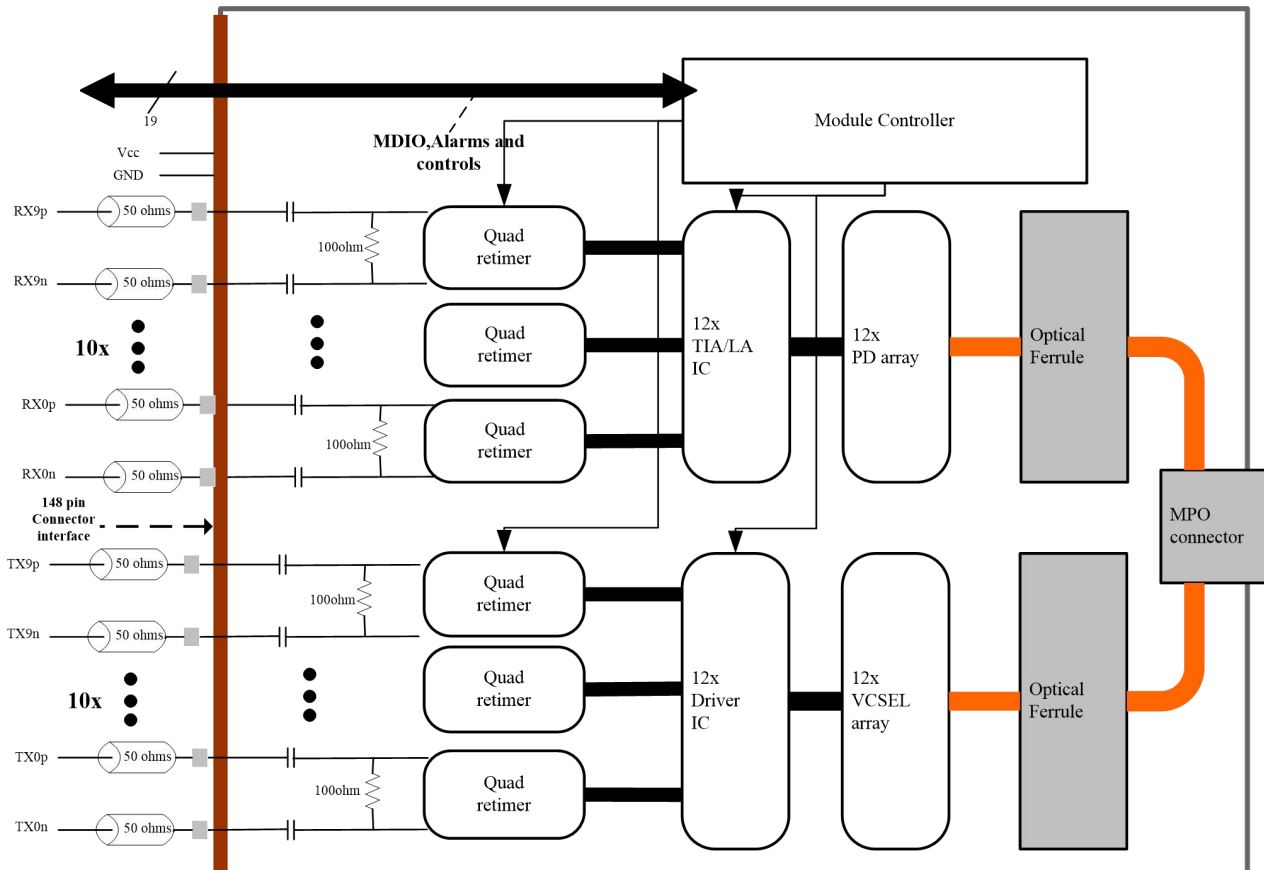 19
Module Controller
MDIO,Alarms and
controls
Vcc
GND
RX9p
50 ohms
100ohm
RX9n
50 ohms
10x
RX0p
50 ohms
100ohm
RX0n
50 ohms
Quad
retimer
Quad
retimer
Quad
retimer
12x
TIA/LA
IC
12x
PD array
Optical
Ferrule
148 pin
Connector
interface
MPO
connector
TX9p
50 ohms
100ohm
TX9n
50 ohms
10x
TX0p
50 ohms
100ohm
TX0n
50 ohms
Quad
retimer
Quad
retimer
Quad
retimer
12x
Driver
IC
12x
VCSEL
array
Optical
Ferrule